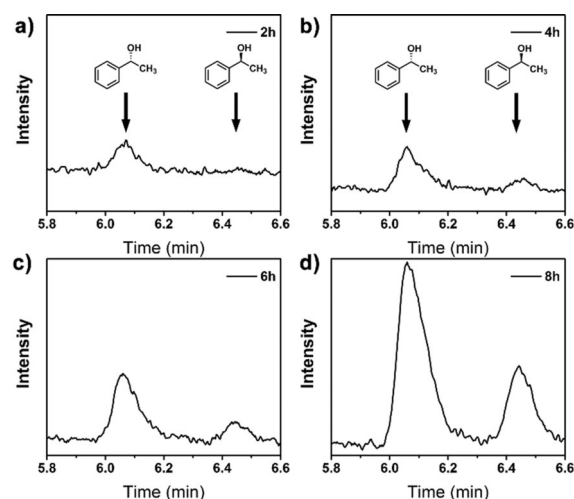 a)
2h
OH
CH3
OH
CH3
Intensity
5.8 6.0 6.2 6.4 6.6
Time (min)
b)
4h
OH
CH3
OH
CH3
Intensity
5.8 6.0 6.2 6.4 6.6
Time (min)
c)
6h
Intensity
5.8 6.0 6.2 6.4 6.6
Time (min)
d)
8h
Intensity
5.8 6.0 6.2 6.4 6.6
Time (min)